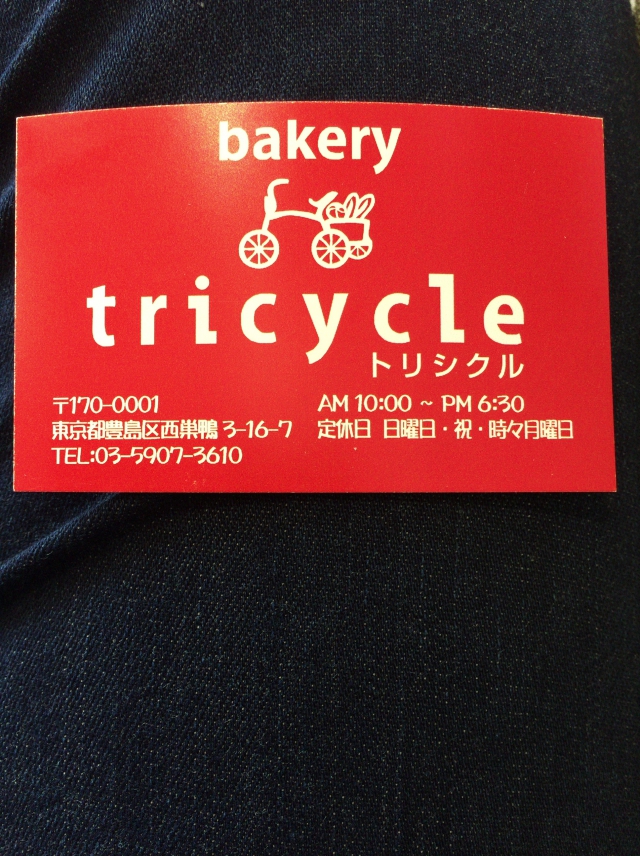 bakery
tricycle
トリシクル
〒170-0001
東京都豊島区西巣鴨 3-16-7
TEL:03-5907-3610
AM 10:00 ~ PM 6:30
定休日 日曜日・祝・時々月曜日